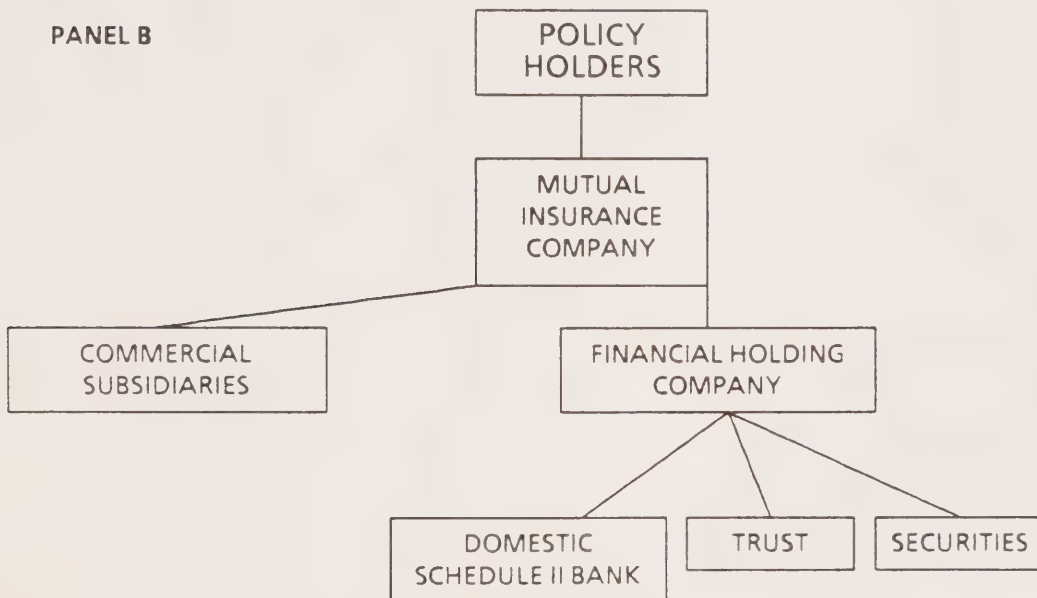 PANEL B
POLICY
HOLDERS
MUTUAL
INSURANCE
COMPANY
COMMERCIAL
SUBSIDIARIES
FINANCIAL HOLDING
COMPANY
DOMESTIC
SCHEDULE II BANK
TRUST
SECURITIES